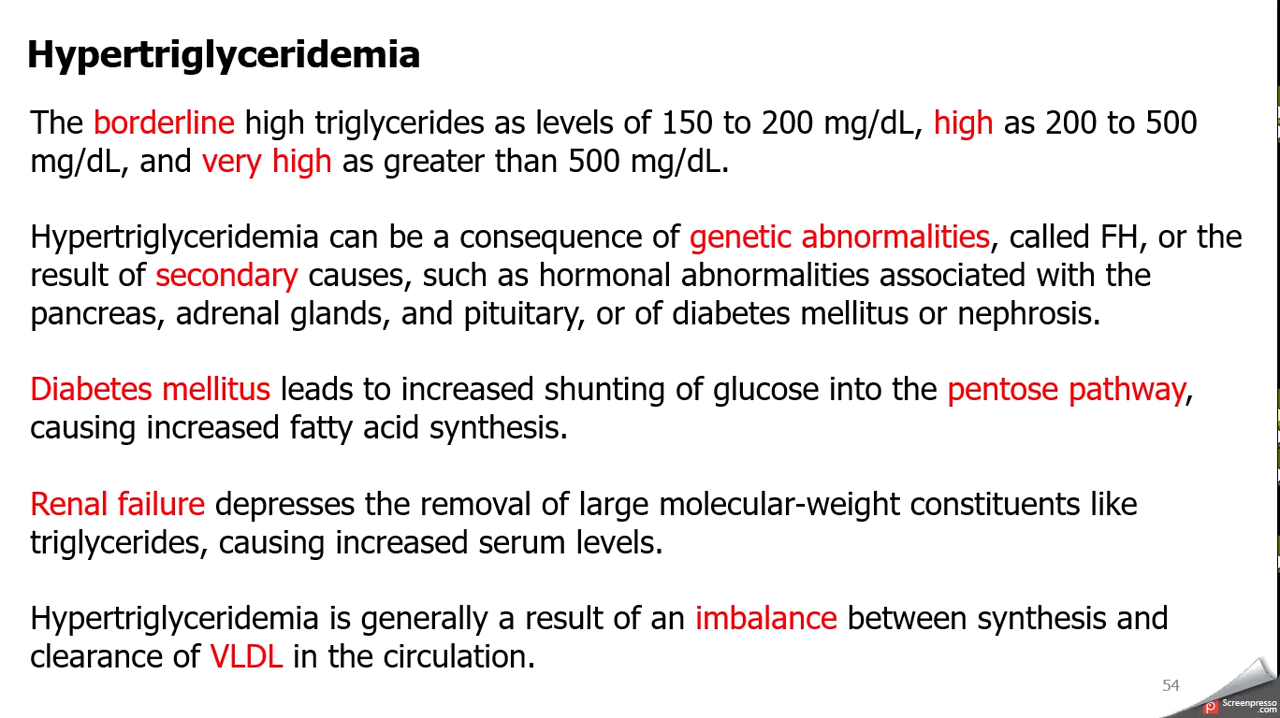 Hypertriglyceridemia
The borderline high triglycerides as levels of 150 to 200 mg/dL, high as 200 to 500
mg/dL, and very high as greater than 500 mg/dL.
Hypertriglyceridemia can be a consequence of genetic abnormalities, called FH, or the
result of secondary causes, such as hormonal abnormalities associated with the
pancreas, adrenal glands, and pituitary, or of diabetes mellitus or nephrosis.
Diabetes mellitus leads to increased shunting of glucose into the pentose pathway,
causing increased fatty acid synthesis.
Renal failure depresses the removal of large molecular-weight constituents like
triglycerides, causing increased serum levels.
Hypertriglyceridemia is generally a result of an imbalance between synthesis and
clearance of VLDL in the circulation.
54
Screenpresso
.com